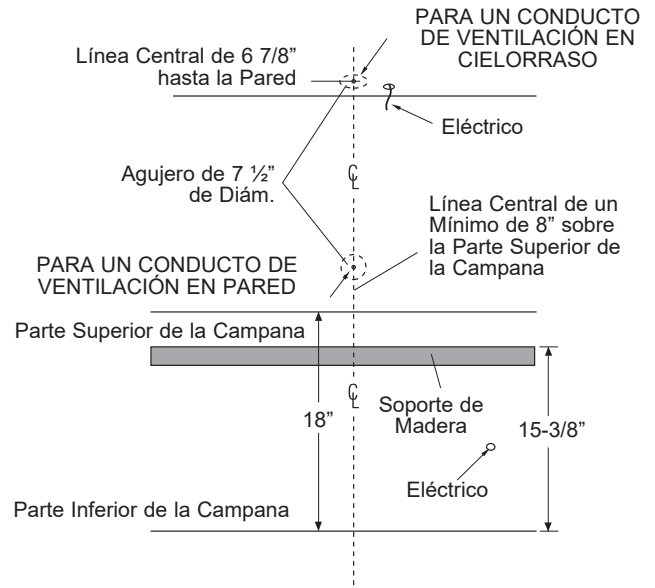 PARA UN CONDUCTO
DE VENTILACIÓN EN
CIELORRASO
Línea Central de 6 7/8”
hasta la Pared
Eléctrico
Agujero de 7 ½”
de Diám.
℄
Línea Central de un
Mínimo de 8” sobre
la Parte Superior de
la Campana
PARA UN CONDUCTO DE
VENTILACIÓN EN PARED
Parte Superior de la Campana
℄
18”
Soporte de
Madera
15-3/8”
Eléctrico
Parte Inferior de la Campana